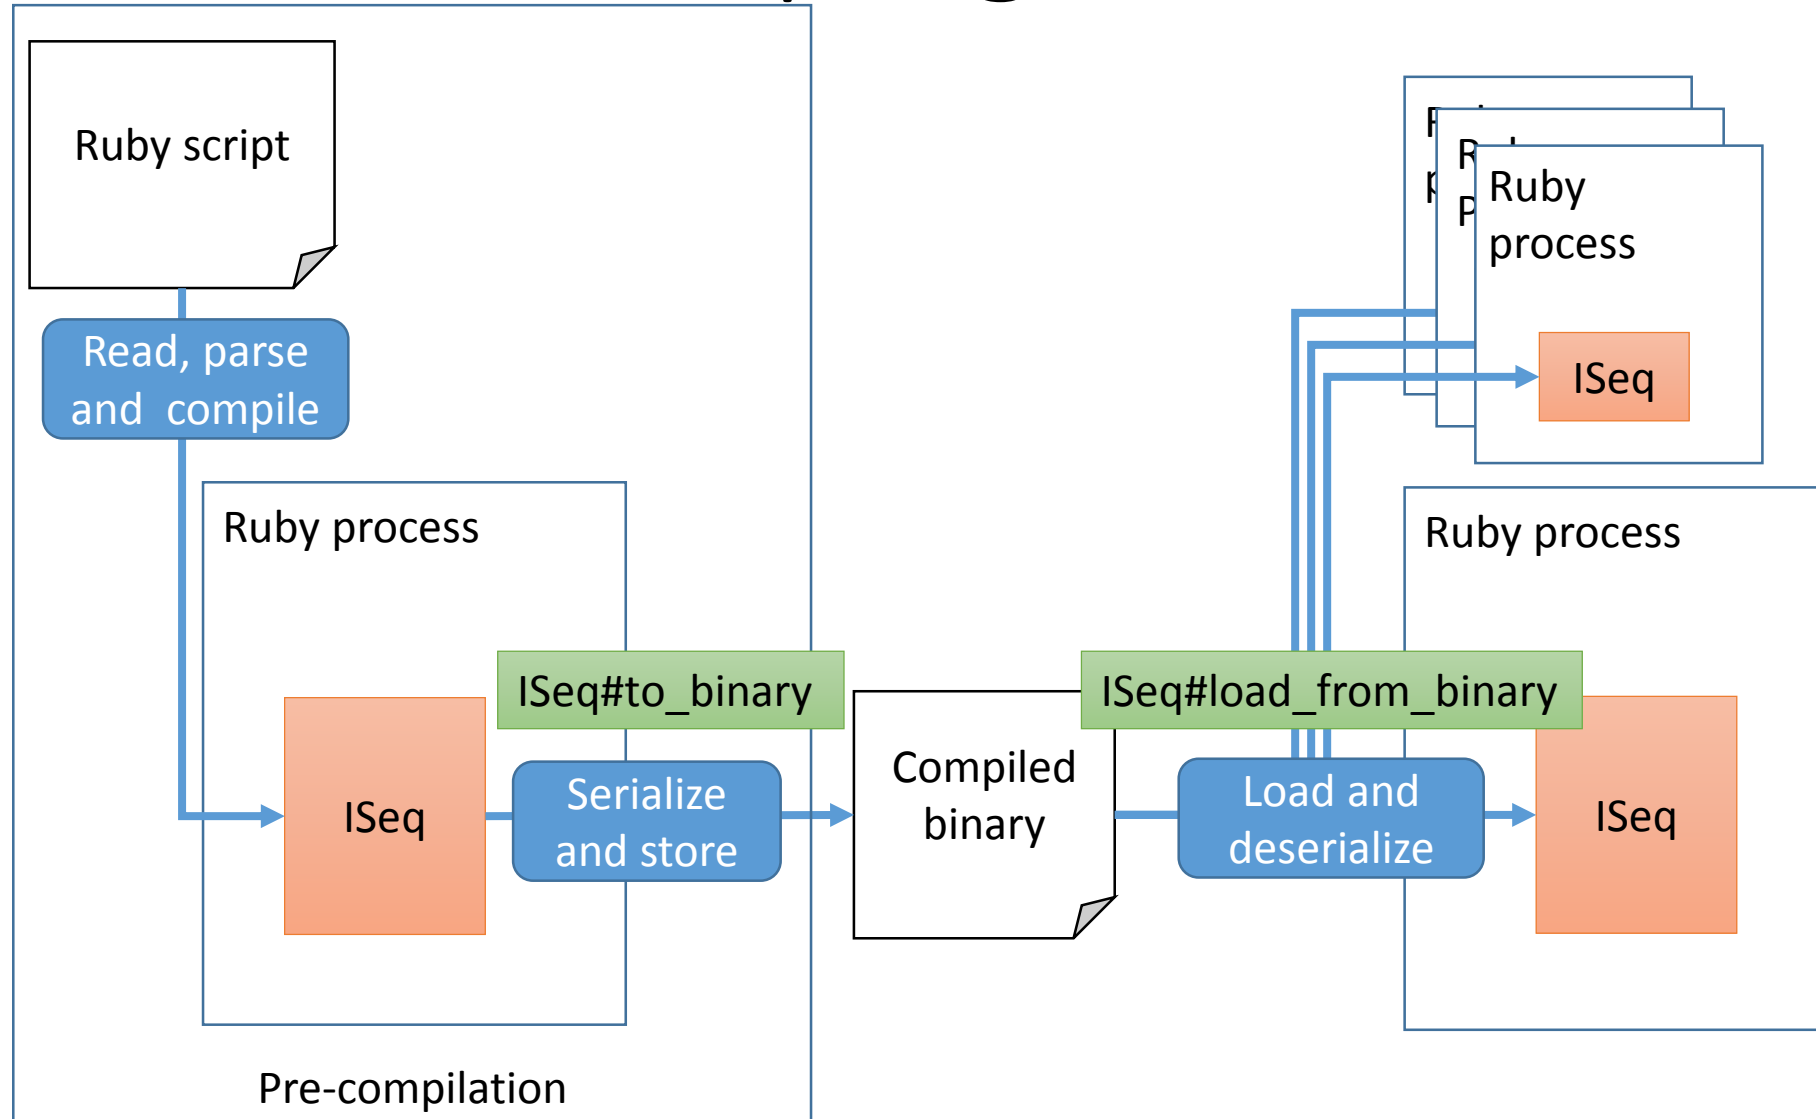 Ruby script
Read, parse
and compile
Ruby process
ISeq
ISeq#to_binary
Serialize
and store
Pre-compilation
Compiled
binary
ISeq#load_from_binary
Load and
deserialize
Ruby
process
ISeq
Ruby process
ISeq